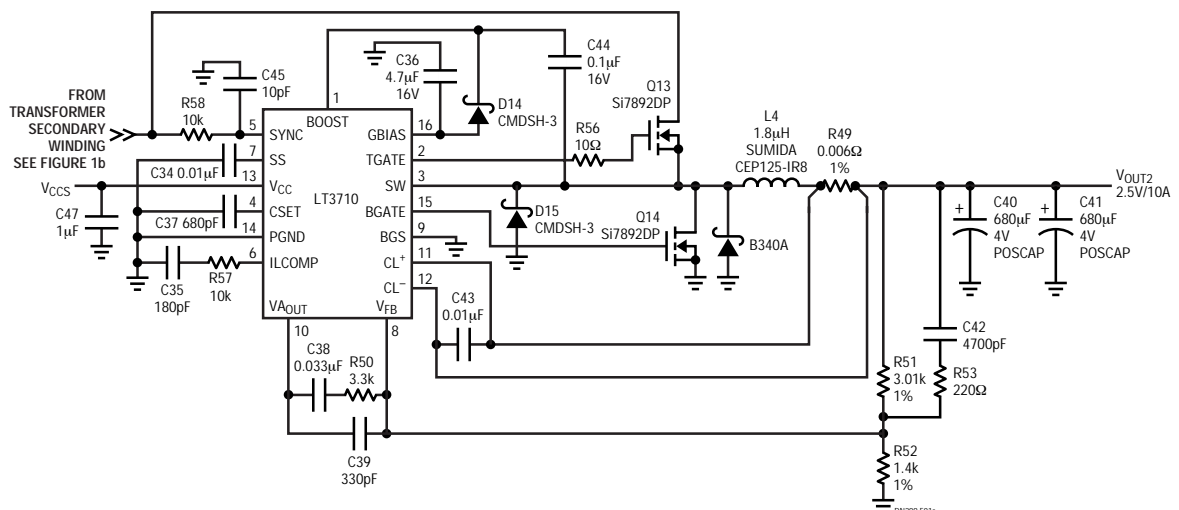 FROM
TRANSFORMER
SECONDARY
WINDING
SEE FIGURE 1b
R58
10k
C45
10pF
C36
4.7µF
16V
D14
CMDSH-3
C44
0.1µF
16V
Q13
Si7892DP
R56
10Ω
L4
1.8µH
SUMIDA
CEP125-IR8
R49
0.006Ω
1%
VOUT2
2.5V/10A
VCCS
C47
1µF
C34 0.01µF
C37 680pF
C35
180pF
R57
10k
LT3710
1
BOOST
5 SYNC
7 SS
13 VCC
4 CSET
14 PGND
6 ILCOMP
GBIAS 16
TGATE 2
SW 3
BGATE 15
BGS 9
CL+ 11
CL– 12
VAOUT
10
VFB
8
D15
CMDSH-3
Q14
Si7892DP
B340A
+
C40
680µF
4V
POSCAP
+
C41
680µF
4V
POSCAP
C43
0.01µF
C38
0.033µF
R50
3.3k
C39
330pF
C42
4700pF
R51
3.01k
1%
R53
220Ω
R52
1.4k
1%